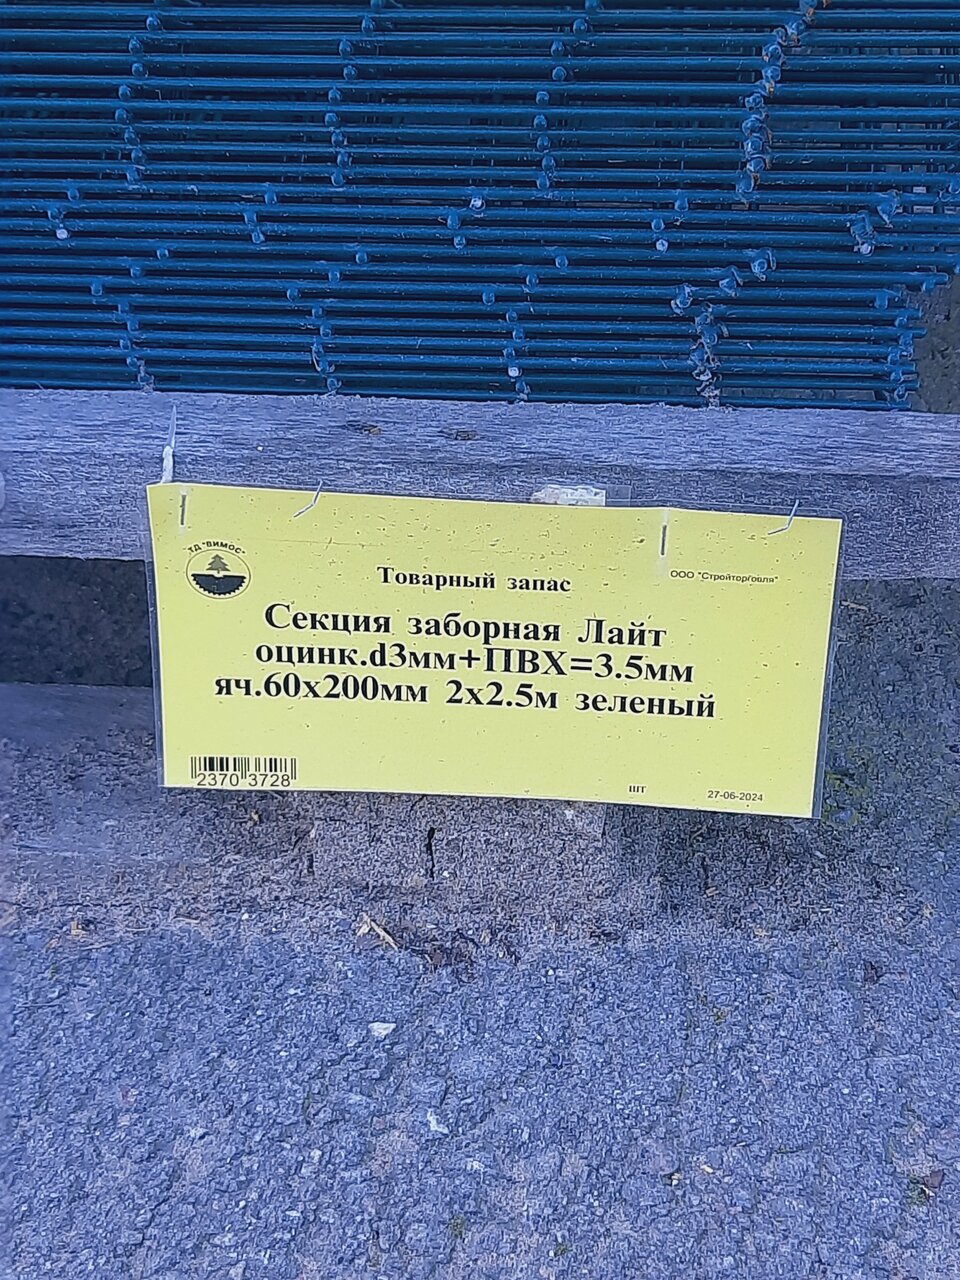 ТД "ВИМОС"
Товарный запас
ООО "Стройторговля"
Секция заборная Лайт
оцинк.d3мм+ПВХ=3.5мм
яч.60х200мм 2х2.5м зеленый
2370 3728
шт
27-06-2024